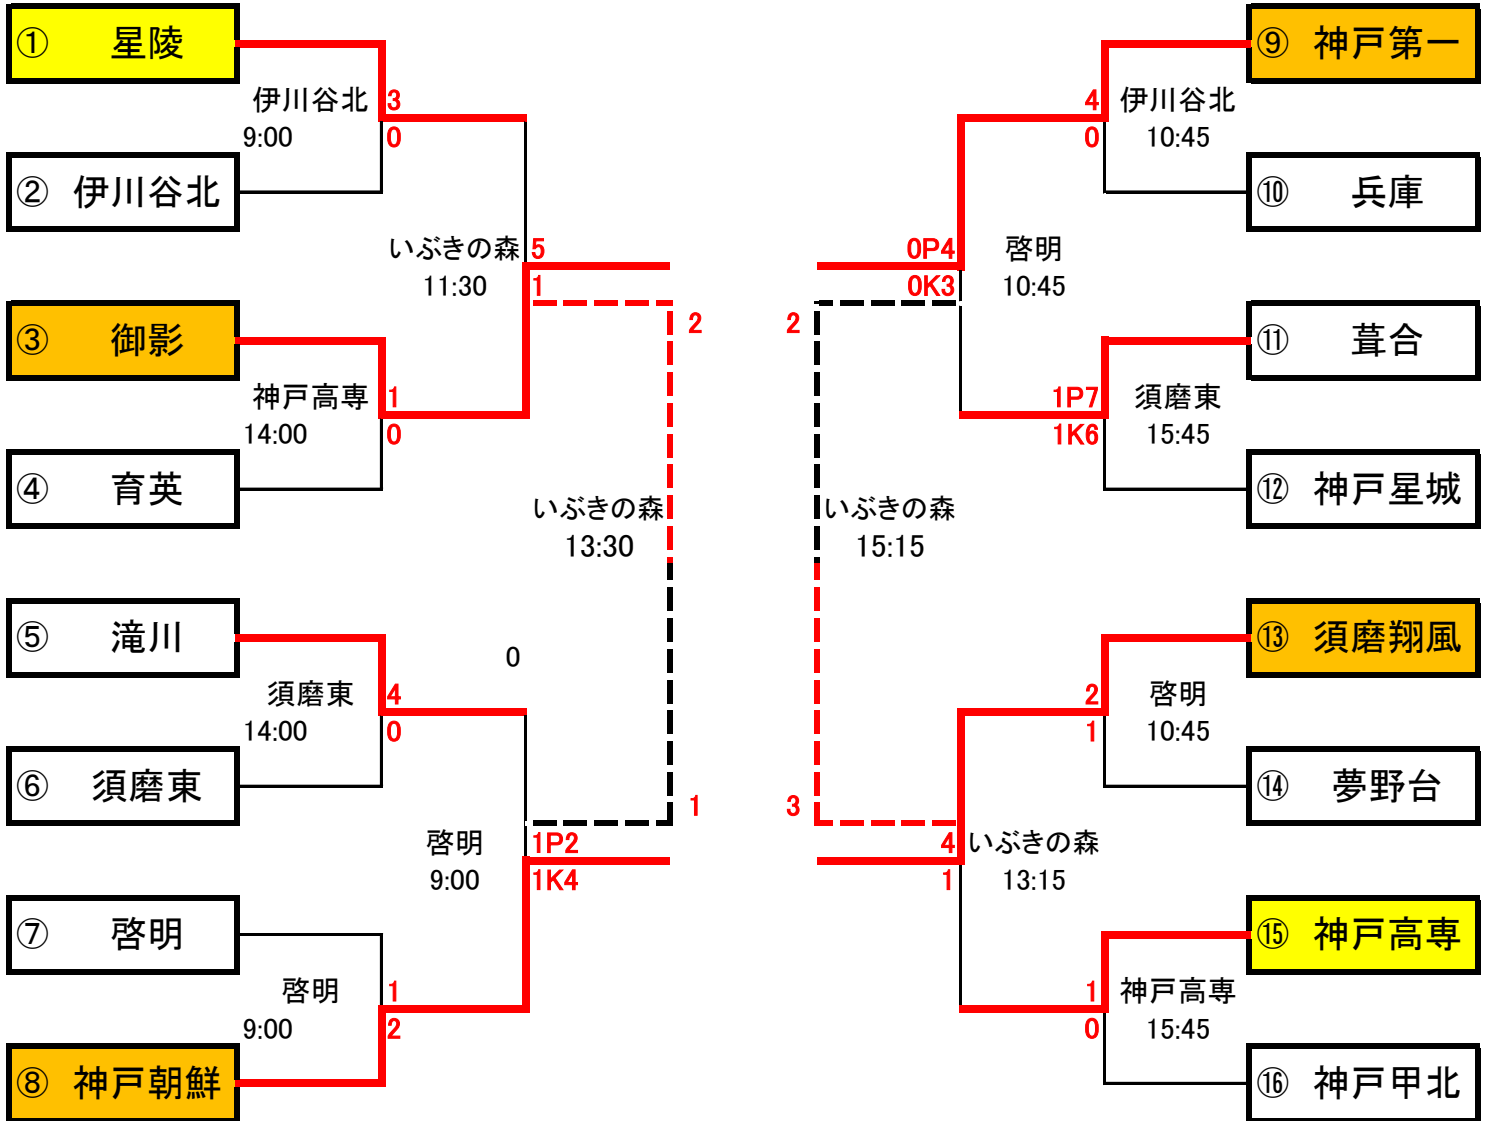 ① 星陵
伊川谷北
9:00
3
0
② 伊川谷北
いぶきの森
11:30
5
1
③ 御影
神戸高専
14:00
1
0
④ 育英
いぶきの森
13:30
2
1
⑤ 滝川
須磨東
14:00
4
0
0
⑥ 須磨東
啓明
9:00
1P2
1K4
⑦ 啓明
啓明
9:00
1
2
⑧ 神戸朝鮮
⑨ 神戸第一
4
0
伊川谷北
10:45
⑩ 兵庫
0P4
0K3
啓明
10:45
⑪ 葺合
1P7
1K6
須磨東
15:45
⑫ 神戸星城
2
3
いぶきの森
15:15
⑬ 須磨翔風
2
1
啓明
10:45
⑭ 夢野台
4
1
いぶきの森
13:15
⑮ 神戸高専
1
0
神戸高専
15:45
⑯ 神戸甲北